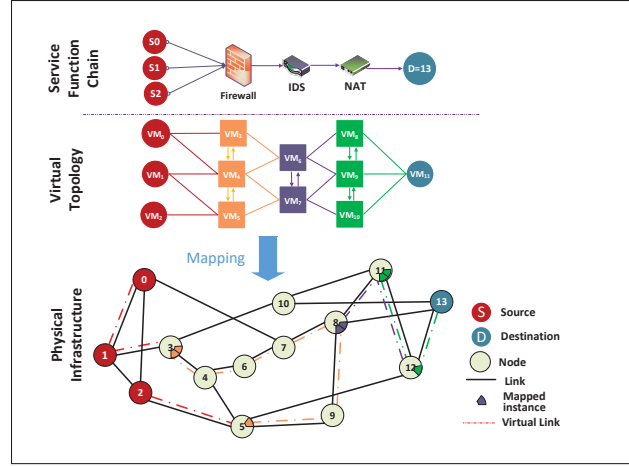 Service
Function
Chain
S0
S1
S2
Firewall
IDS
NAT
D=13
Virtual
Topology
VM0
VM1
VM2
VM3
VM4
VM5
VM6
VM7
VM8
VM9
VM10
VM11
Mapping
Physical
Infrastructure
0
1
2
3
4
5
6
7
8
9
10
11
12
13
S Source
D Destination
Node
Link
Mapped
instance
Virtual Link